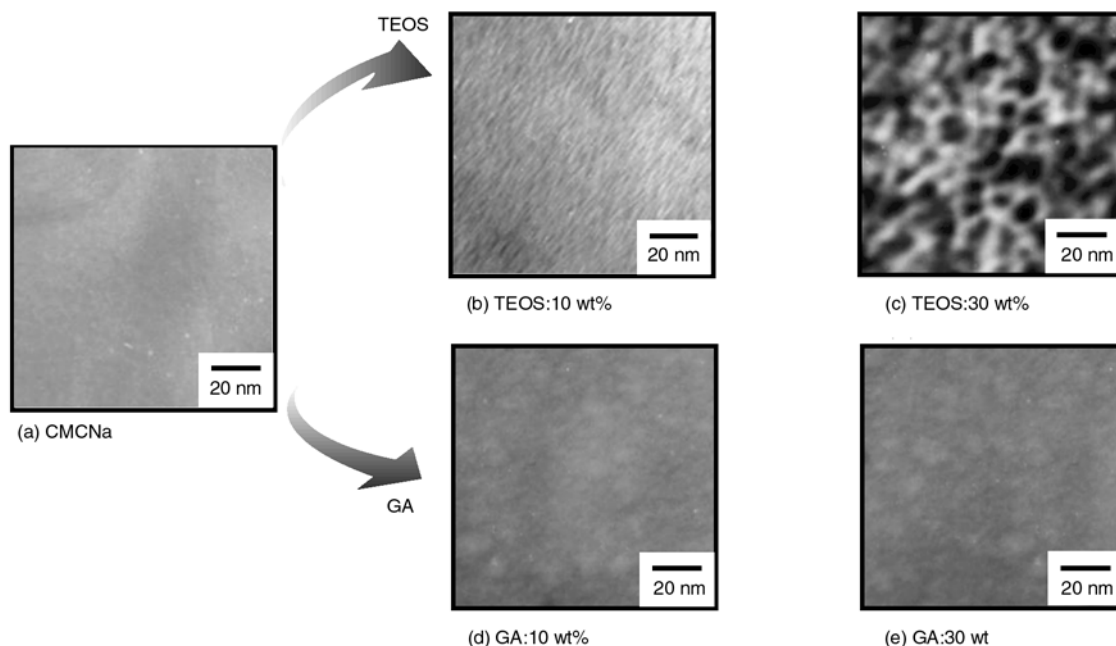 TEOS
20 nm
20 nm
(b) TEOS:10 wt%
(c) TEOS:30 wt%
20 nm
(a) CMCNa
GA
20 nm
20 nm
(d) GA:10 wt%
(e) GA:30 wt